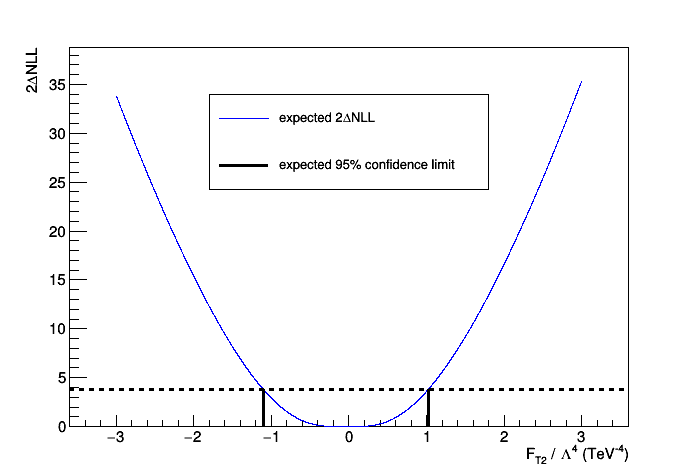 2ΔNLL
35
30
25
20
15
10
5
0
expected 2ΔNLL
expected 95% confidence limit
−3 −2 −1 0 1 2 3
F_T2 / Λ^4 (TeV^-4)